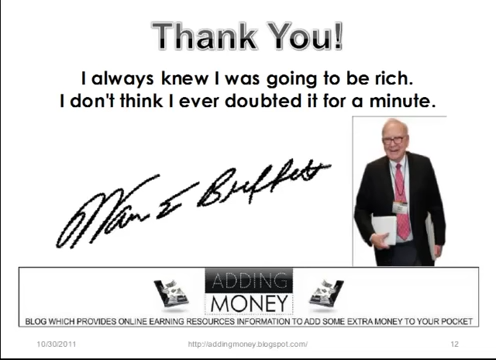 Thank You!
I always knew I was going to be rich.
I don't think I ever doubted it for a minute.
Warren E Buffett
ADDING
MONEY
BLOG WHICH PROVIDES ONLINE EARNING RESOURCES INFORMATION TO ADD SOME EXTRA MONEY TO YOUR POCKET
10/30/2011 http://addingmoney.blogspot.com/ 12